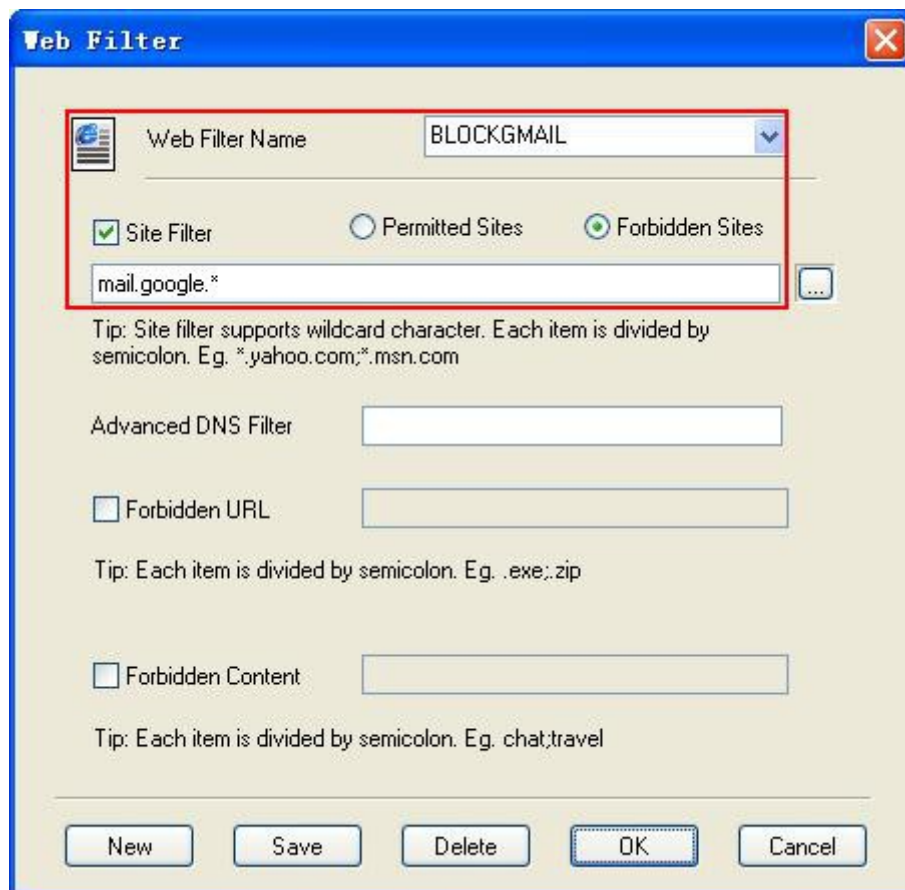 Web Filter
Web Filter Name
BLOCKGMAIL
Site Filter
Permitted Sites
Forbidden Sites
mail.google.*
...
Tip: Site filter supports wildcard character. Each item is divided by
semicolon. Eg. *.yahoo.com;*.msn.com
Advanced DNS Filter
Forbidden URL
Tip: Each item is divided by semicolon. Eg. .exe;.zip
Forbidden Content
Tip: Each item is divided by semicolon. Eg. chat;travel
New
Save
Delete
OK
Cancel